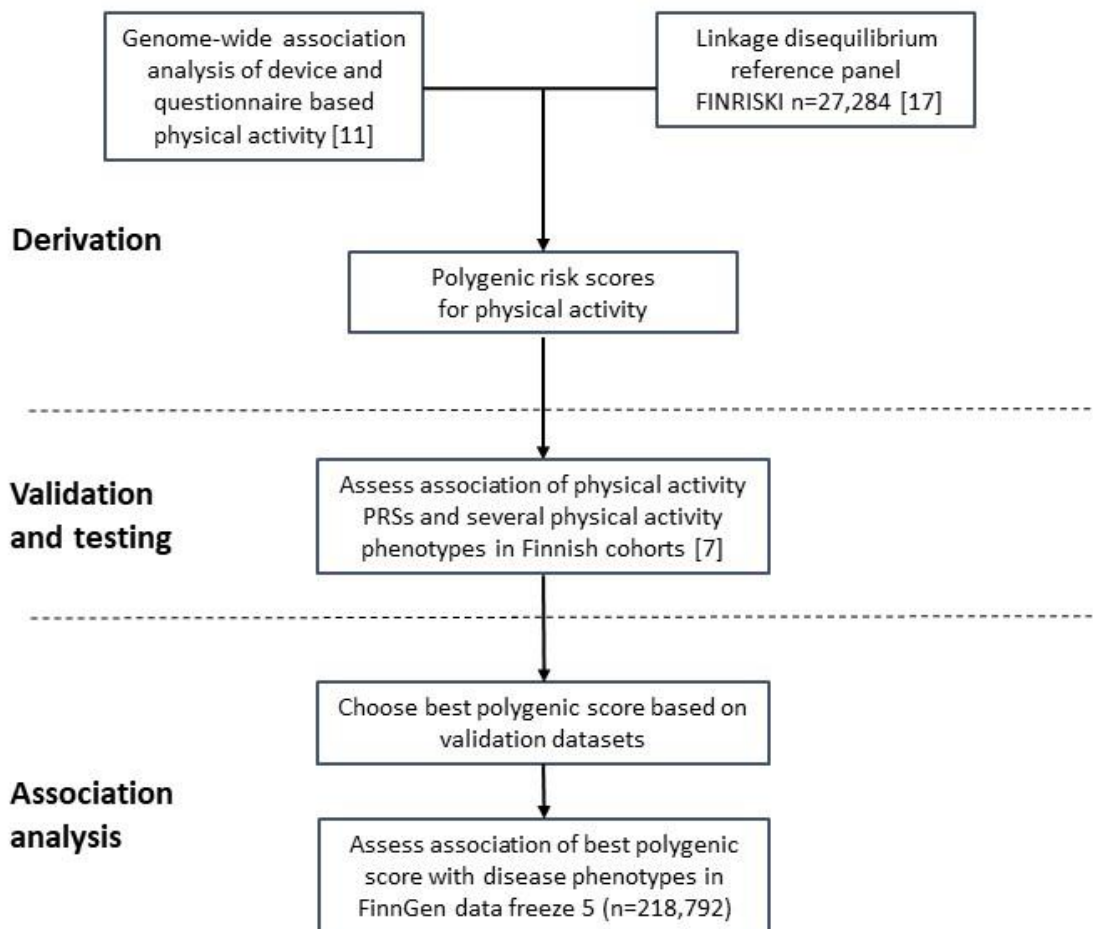 Genome-wide association
analysis of device and
questionnaire based
physical activity [11]
Linkage disequilibrium
reference panel
FINRISKI n=27,284 [17]
Derivation
Polygenic risk scores
for physical activity
Validation
and testing
Assess association of physical activity
PRSs and several physical activity
phenotypes in Finnish cohorts [7]
Choose best polygenic score based on
validation datasets
Association
analysis
Assess association of best polygenic
score with disease phenotypes in
FinnGen data freeze 5 (n=218,792)